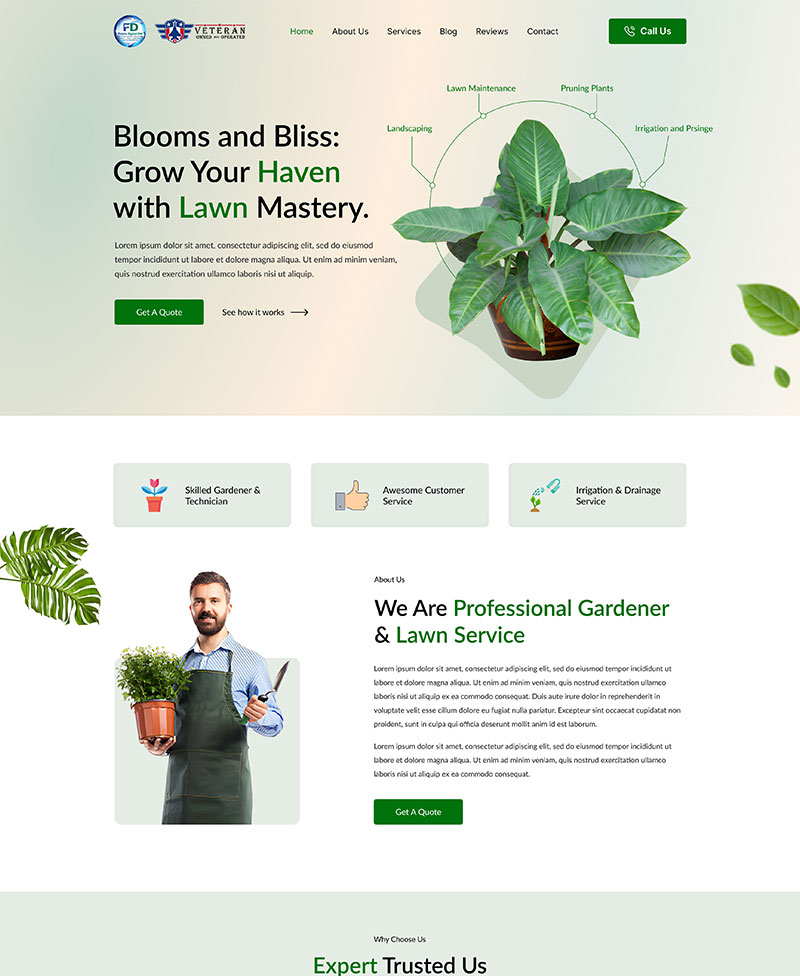 FD
VETERAN
OWNED AND OPERATED
Home
About Us
Services
Blog
Reviews
Contact
Call Us
Lawn Maintenance
Pruning Plants
Landscaping
Irrigation and Prsinge
Blooms and Bliss:
Grow Your Haven
with Lawn Mastery.
Lorem ipsum dolor sit amet, consectetur adipiscing elit, sed do eiusmod
tempor incididunt ut labore et dolore magna aliqua. Ut enim ad minim veniam,
quis nostrud exercitation ullamco laboris nisi ut aliquip.
Get A Quote
See how it works
Skilled Gardener &
Technician
Awesome Customer
Service
Irrigation & Drainage
Service
About Us
We Are Professional Gardener
& Lawn Service
Lorem ipsum dolor sit amet, consectetur adipiscing elit, sed do eiusmod tempor incididunt ut
labore et dolore magna aliqua. Ut enim ad minim veniam, quis nostrud exercitation ullamco
laboris nisi ut aliquip ex ea commodo consequat. Duis aute irure dolor in reprehenderit in
voluptate velit esse cillum dolore eu fugiat nulla pariatur. Excepteur sint occaecat cupidatat non
proident, sunt in culpa qui officia deserunt mollit anim id est laborum.
Lorem ipsum dolor sit amet, consectetur adipiscing elit, sed do eiusmod tempor incididunt ut
labore et dolore magna aliqua. Ut enim ad minim veniam, quis nostrud exercitation ullamco
laboris nisi ut aliquip ex ea commodo consequat.
Get A Quote
Why Choose Us
Expert Trusted Us